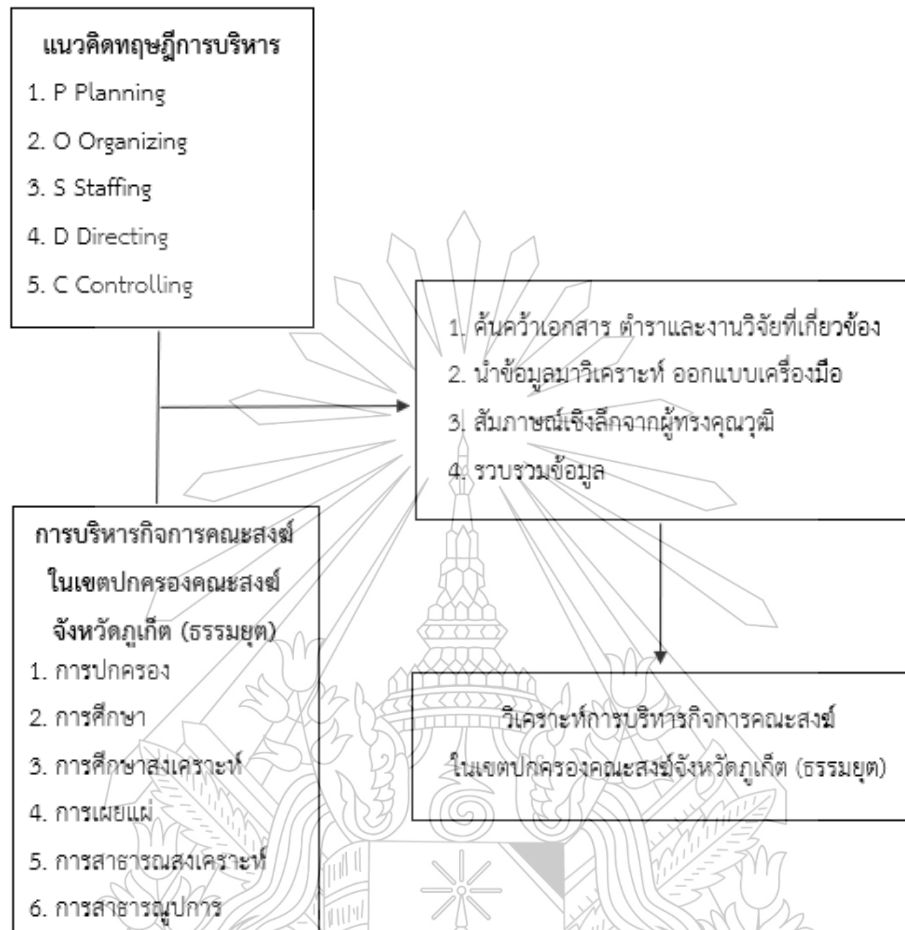 แนวคิดทฤษฎีการบริหาร
1. P Planning
2. O Organizing
3. S Staffing
4. D Directing
5. C Controlling
1. ค้นคว้าเอกสาร ตำราและงานวิจัยที่เกี่ยวข้อง
2. นำข้อมูลมาวิเคราะห์ ออกแบบเครื่องมือ
3. สัมภาษณ์เชิงลึกจากผู้ทรงคุณวุฒิ
4. รวบรวมข้อมูล
การบริหารกิจการคณะสงฆ์
ในเขตปกครองคณะสงฆ์
จังหวัดภูเก็ต (ธรรมยุต)
1. การปกครอง
2. การศึกษา
3. การศึกษาสงเคราะห์
4. การเผยแผ่
5. การสาธารณสงเคราะห์
6. การสาธารณูปการ
วิเคราะห์การบริหารกิจการคณะสงฆ์
ในเขตปกครองคณะสงฆ์จังหวัดภูเก็ต (ธรรมยุต)